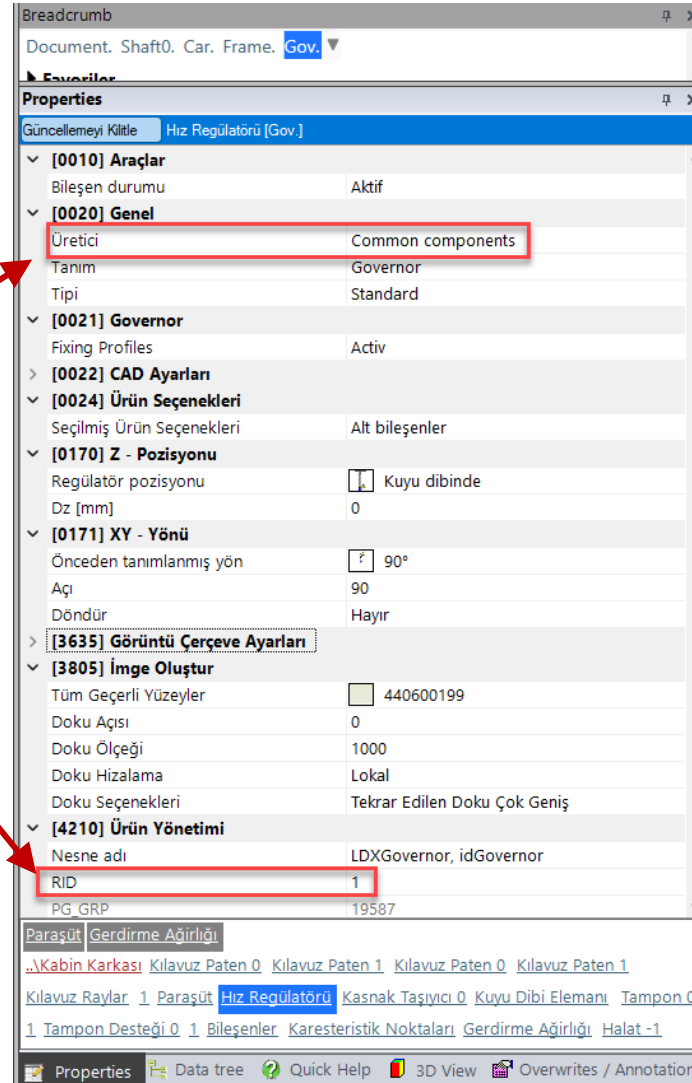 Breadcrumb
Document. Shaft0. Car. Frame. Gov.
Favoriler
Properties
Güncellemeyi Kilitle Hız Regülatörü [Gov.]
[0010] Araçlar
Bileşen durumu Aktif
[0020] Genel
Üretici Common components
Tanım Governor
Tipi Standard
[0021] Governor
Fixing Profiles Activ
[0022] CAD Ayarları
[0024] Ürün Seçenekleri
Seçilmiş Ürün Seçenekleri Alt bileşenler
[0170] Z - Pozisyonu
Regülatör pozisyonu Kuyu dibinde
Dz [mm] 0
[0171] XY - Yönü
Önceden tanımlanmış yön 90°
Açı 90
Döndür Hayır
[3635] Görüntü Çerçeve Ayarları
[3805] İmge Oluştur
Tüm Geçerli Yüzeyler 440600199
Doku Açısı 0
Doku Ölçeği 1000
Doku Hizalama Lokal
Doku Seçenekleri Tekrar Edilen Doku Çok Geniş
[4210] Ürün Yönetimi
Nesne adı LDXGovernor, idGovernor
RID 1
PG_GRP 19587
Paraşüt Gerdirme Ağırlığı
..\Kabin Karkası Kılavuz Paten 0 Kılavuz Paten 1 Kılavuz Paten 0 Kılavuz Paten 1
Kılavuz Raylar 1 Paraşüt Hız Regülatörü Kasnak Taşıyıcı 0 Kuyu Dibi Elemanı Tampon 0
1 Tampon Desteği 0 1 Bileşenler Karesteristik Noktaları Gerdirme Ağırlığı Halat -1
Properties Data tree Quick Help 3D View Overwrites / Annotation